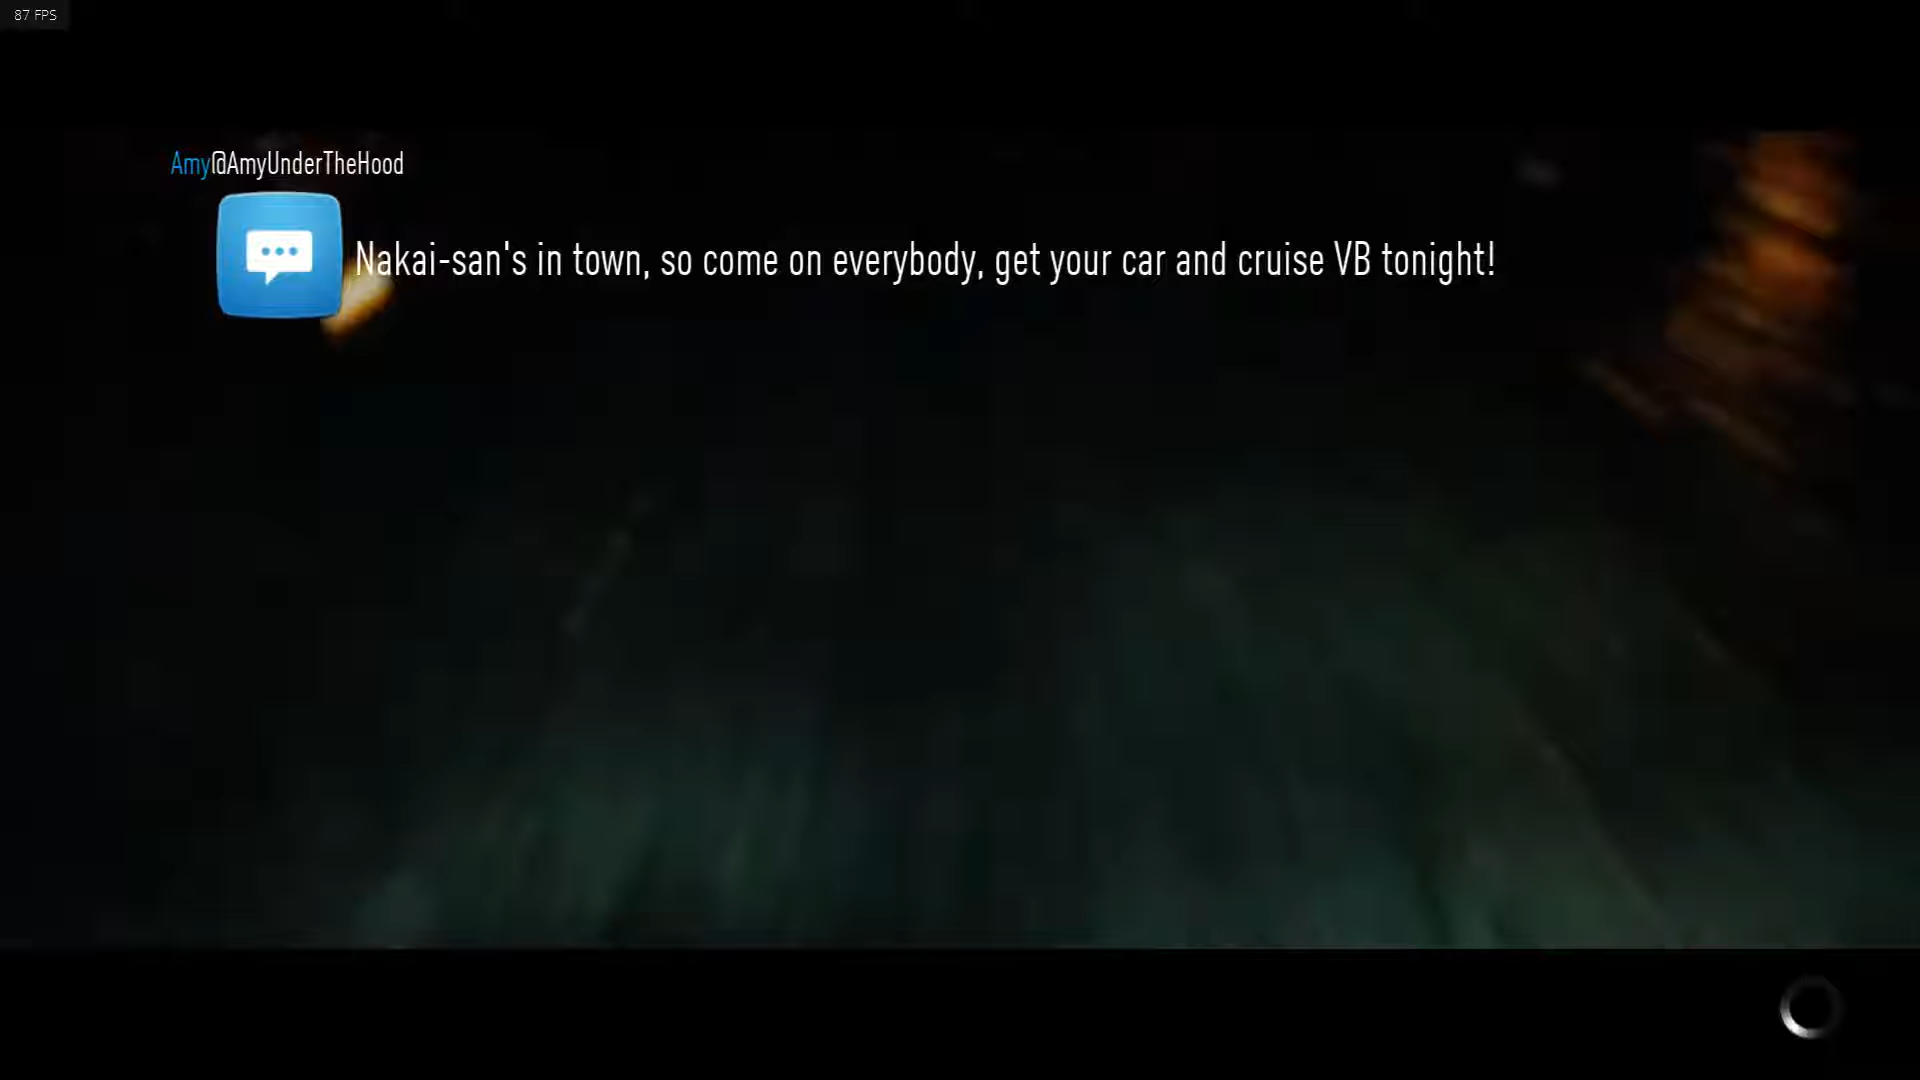 87 FPS
Amy@AmyUnderTheHood
Nakai-san's in town, so come on everybody, get your car and cruise VB tonight!